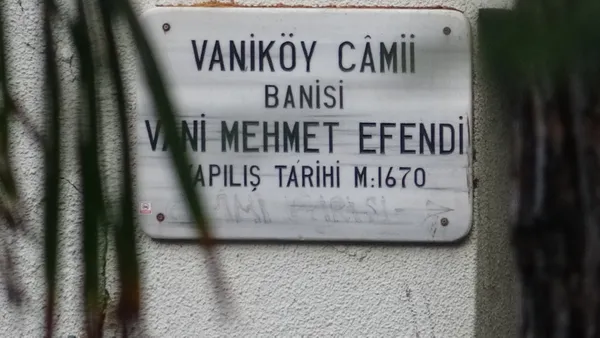 VANİKÖY CÂMİİ
BANİSİ
VANİ MEHMET EFENDİ
YAPILIŞ TARİHİ M:1670